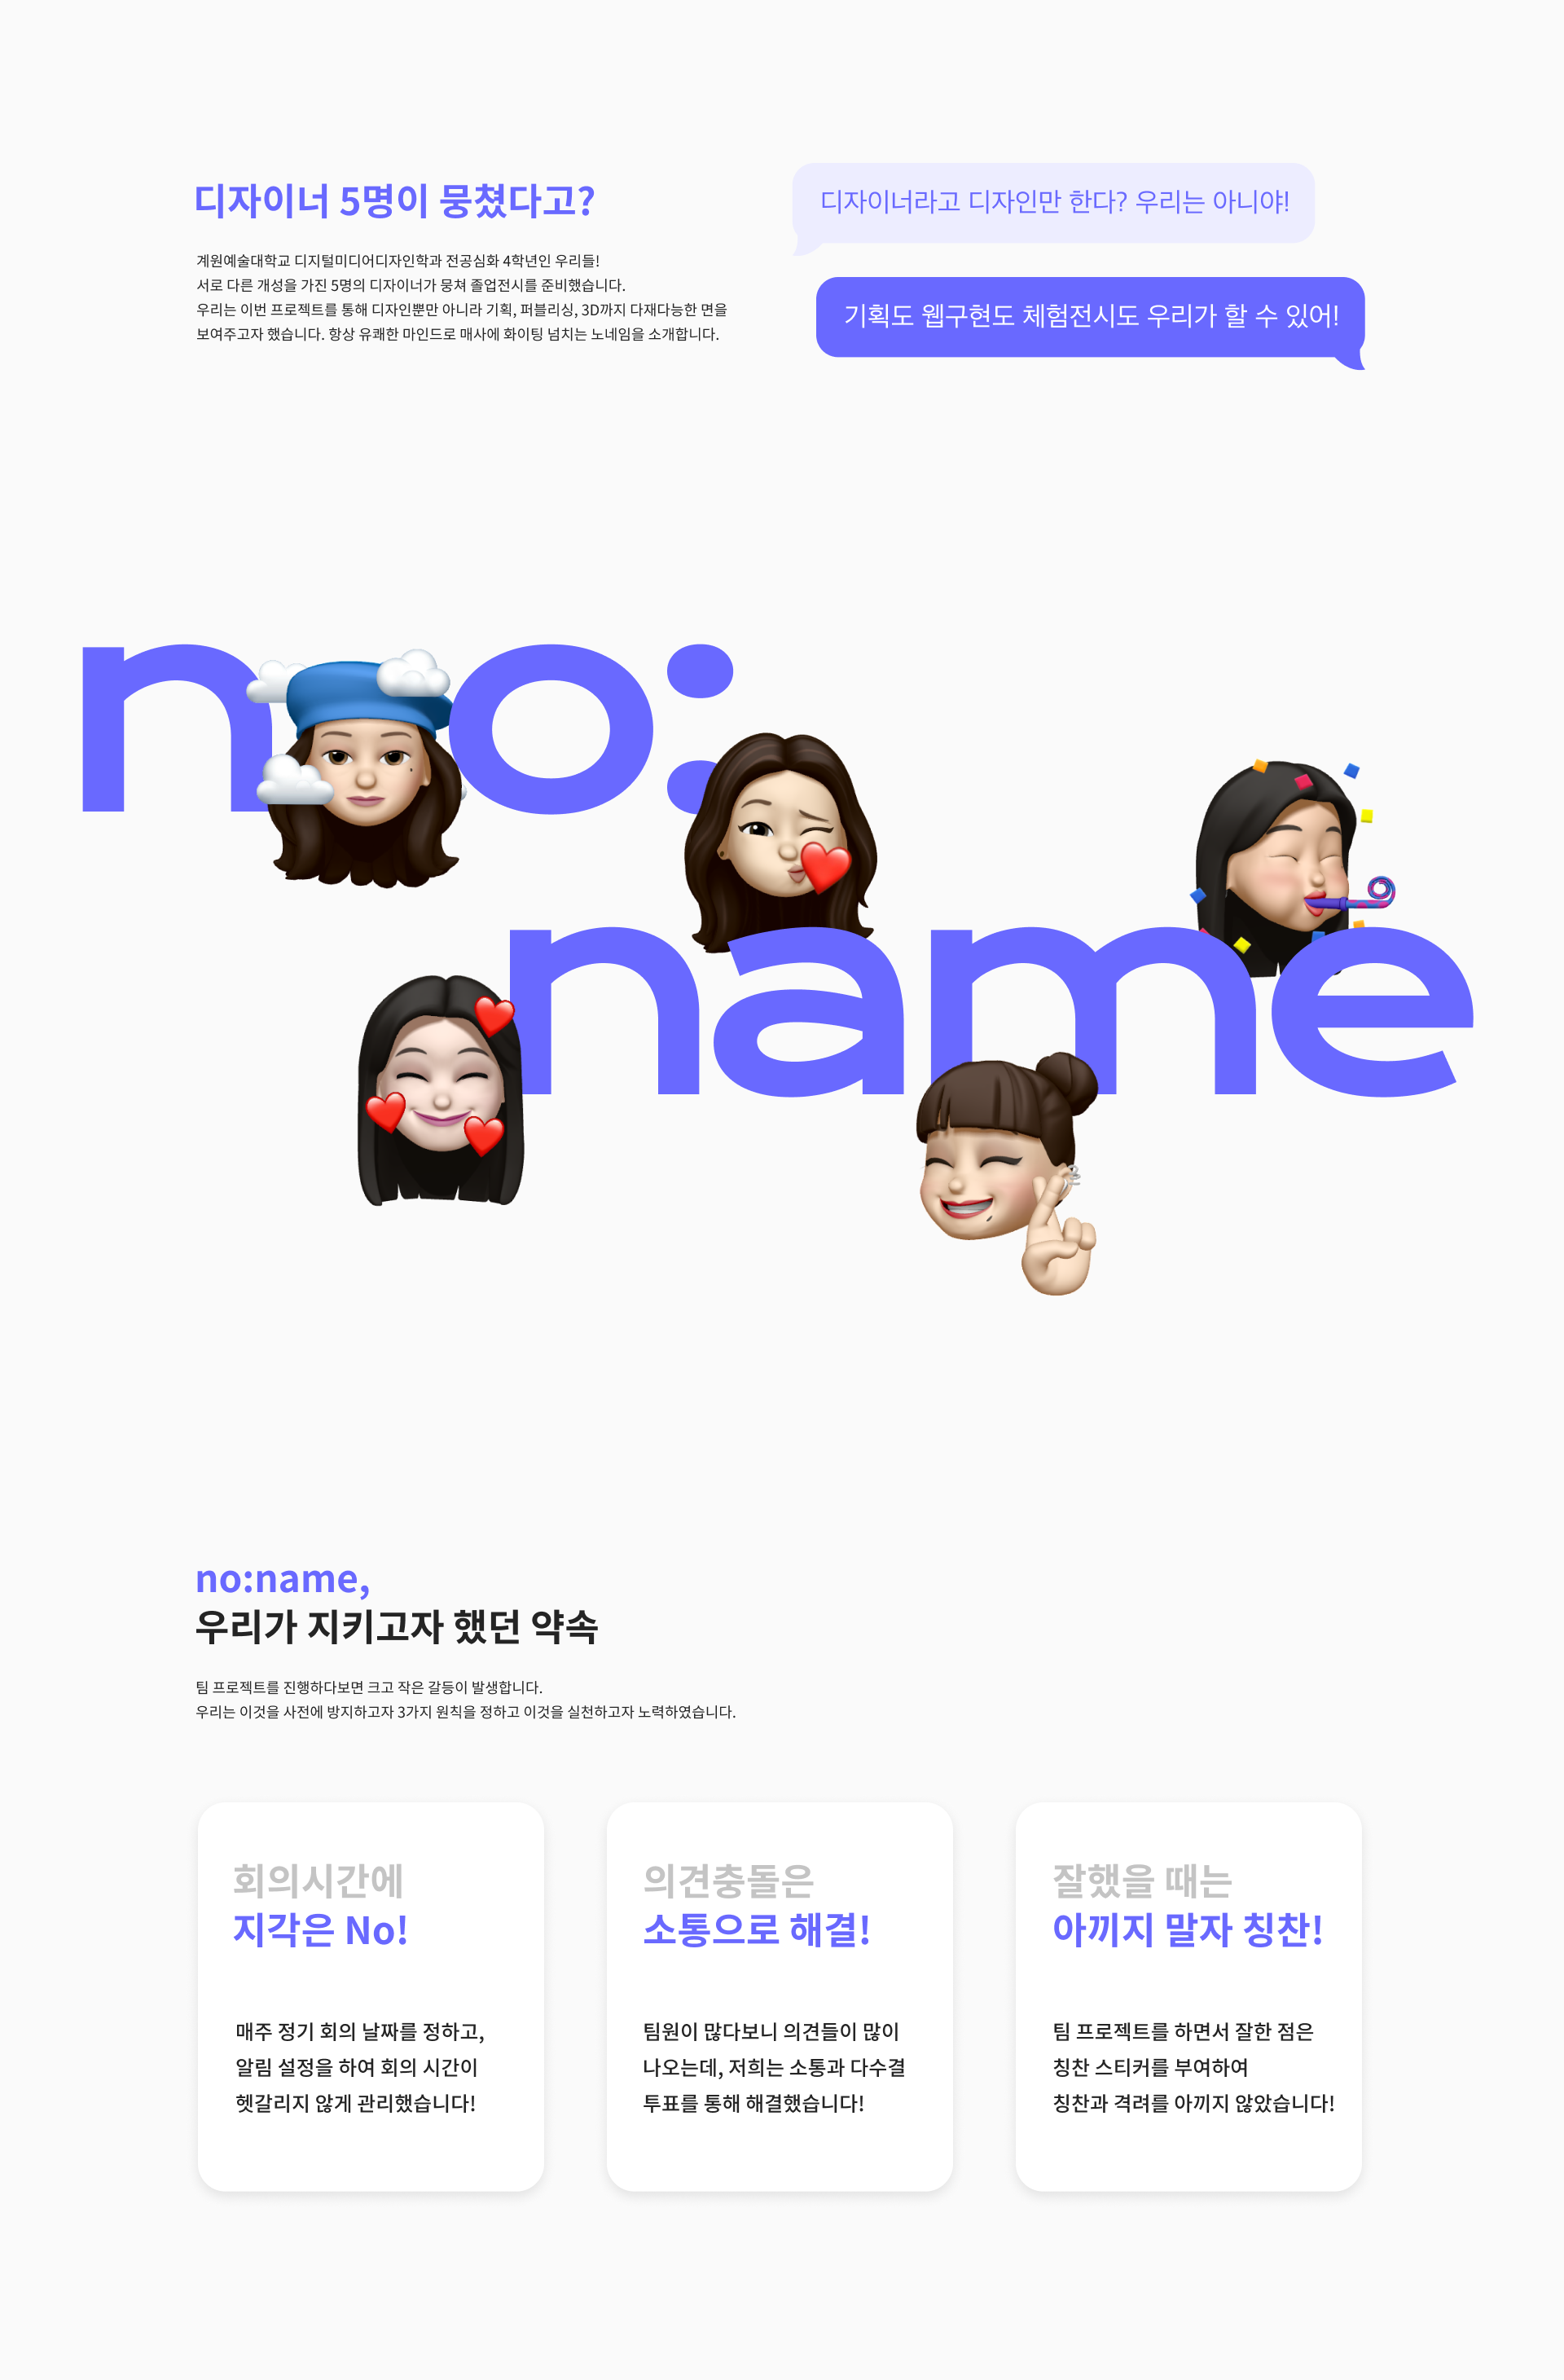 디자이너 5명이 뭉쳤다고?
계원예술대학교 디지털미디어디자인학과 전공심화 4학년인 우리들!
서로 다른 개성을 가진 5명의 디자이너가 뭉쳐 졸업전시를 준비했습니다.
우리는 이번 프로젝트를 통해 디자인뿐만 아니라 기획, 퍼블리싱, 3D까지 다재다능한 면을
보여주고자 했습니다. 항상 유쾌한 마인드로 매사에 화이팅 넘치는 노네임을 소개합니다.
디자이너라고 디자인만 한다? 우리는 아니야!
기획도 웹구현도 체험전시도 우리가 할 수 있어!
no:
name
no:name,
우리가 지키고자 했던 약속
팀 프로젝트를 진행하다보면 크고 작은 갈등이 발생합니다.
우리는 이것을 사전에 방지하고자 3가지 원칙을 정하고 이것을 실천하고자 노력하였습니다.
회의시간에
지각은 No!
매주 정기 회의 날짜를 정하고,
알림 설정을 하여 회의 시간이
헷갈리지 않게 관리했습니다!
의견충돌은
소통으로 해결!
팀원이 많다보니 의견들이 많이
나오는데, 저희는 소통과 다수결
투표를 통해 해결했습니다!
잘했을 때는
아끼지 말자 칭찬!
팀 프로젝트를 하면서 잘한 점은
칭찬 스티커를 부여하여
칭찬과 격려를 아끼지 않았습니다!